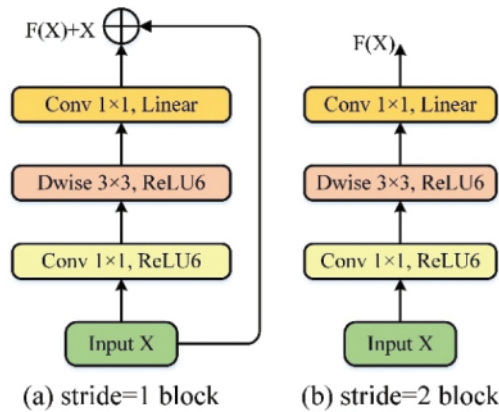 F(X)+X
Conv 1×1, Linear
Dwise 3×3, ReLU6
Conv 1×1, ReLU6
Input X
(a) stride=1 block
F(X)
Conv 1×1, Linear
Dwise 3×3, ReLU6
Conv 1×1, ReLU6
Input X
(b) stride=2 block